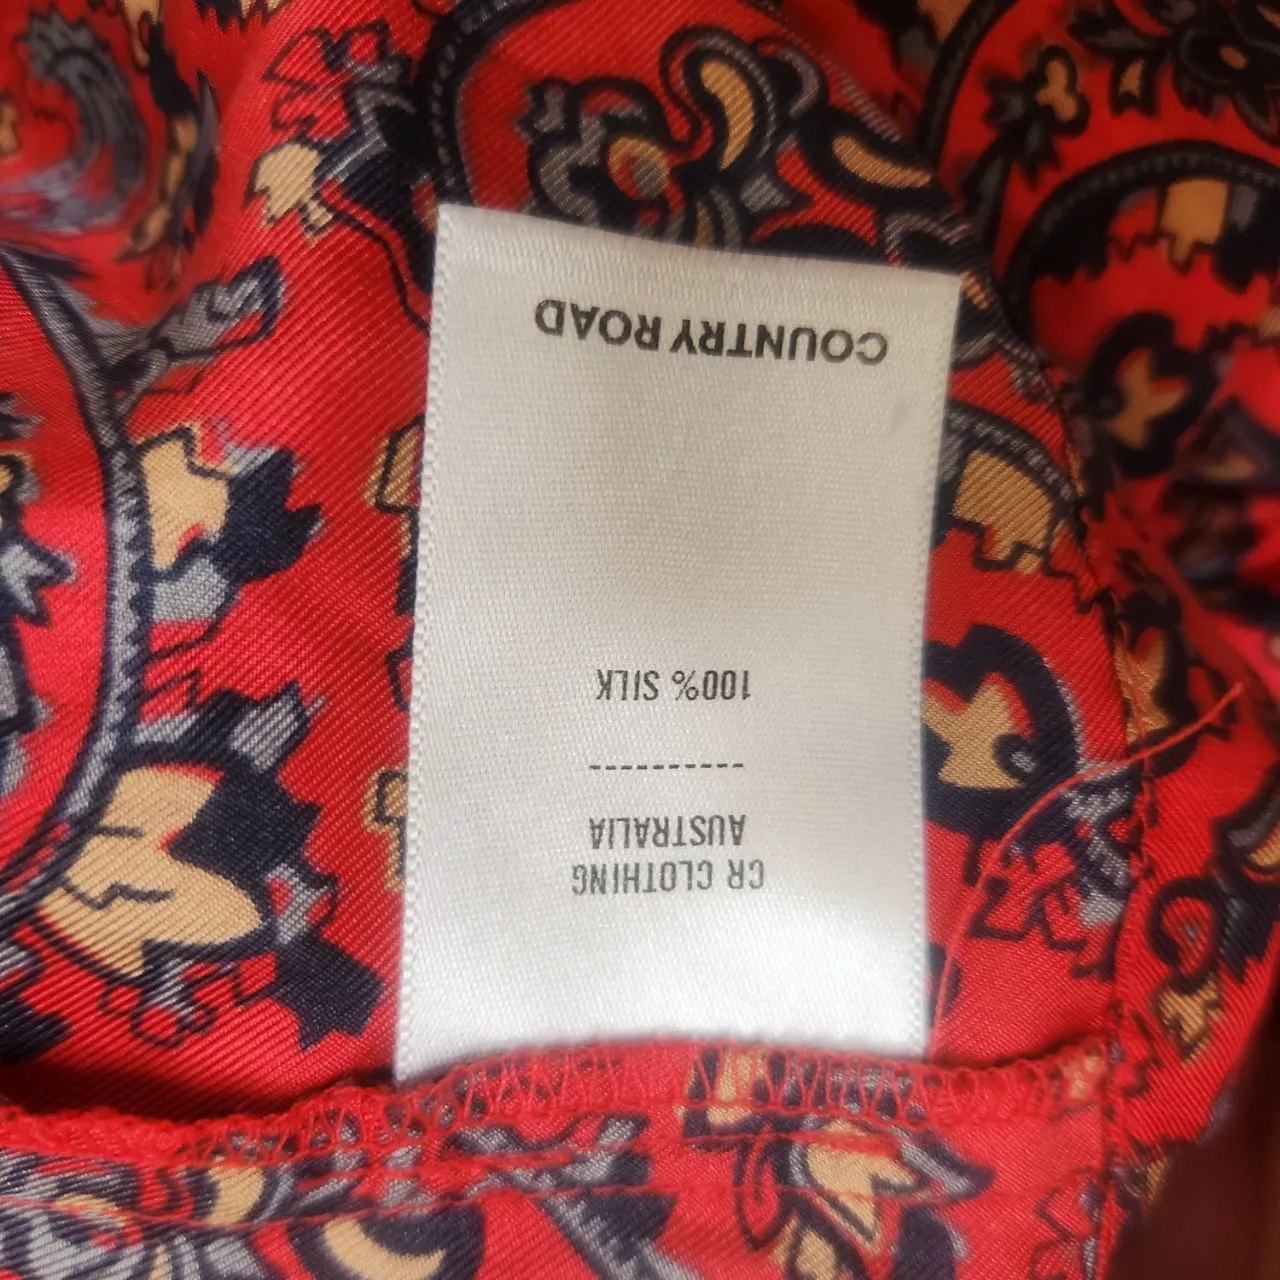 CR CLOTHING
AUSTRALIA
----------
100% SILK
COUNTRY ROAD